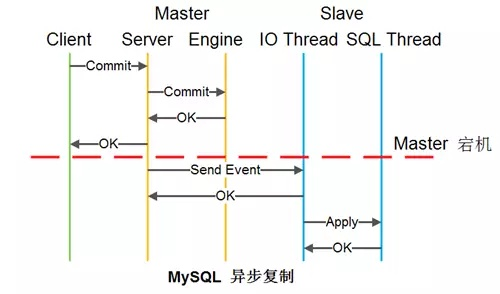 Master Slave
Client Server Engine IO Thread SQL Thread
Commit
Commit
OK
OK
Master 宕机
Send Event
OK
Apply
OK
MySQL 异步复制